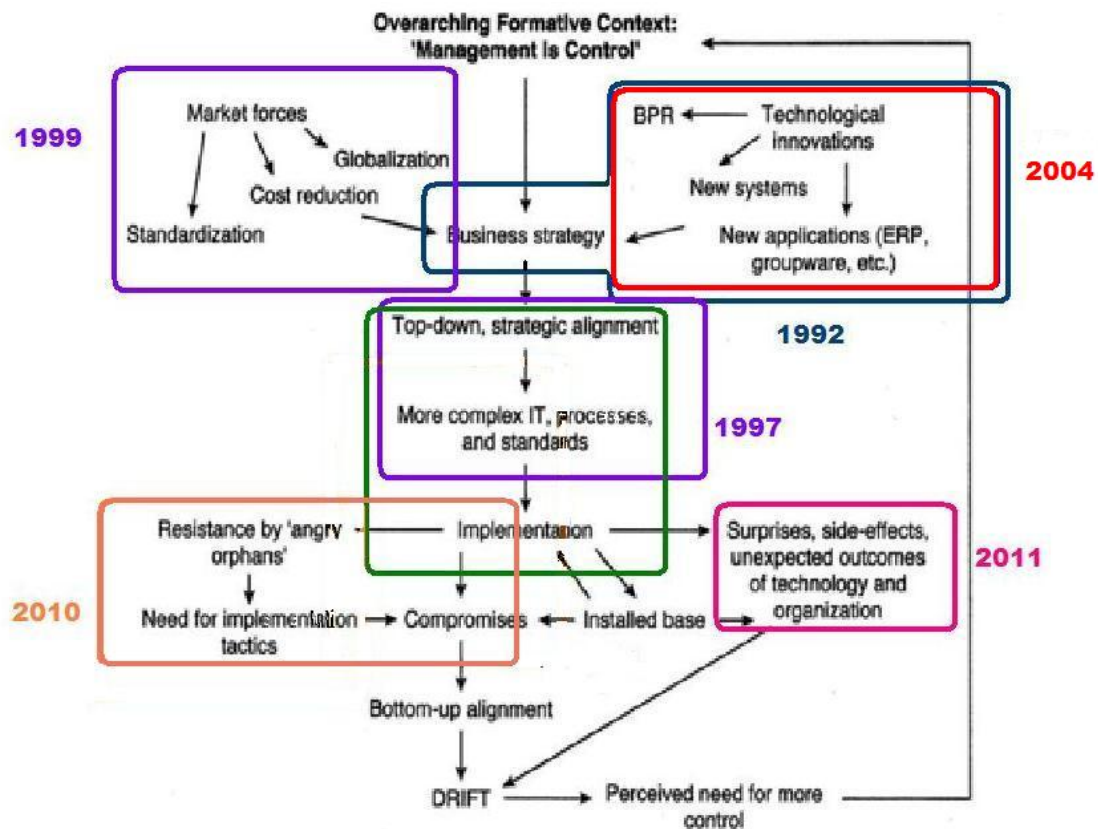 Overarching Formative Context:
'Management is Control'
1999
Market forces
Globalization
Cost reduction
Standardization
BPR
Technological
innovations
New systems
New applications (ERP,
groupware, etc.)
2004
Business strategy
1992
Top-down, strategic alignment
More complex IT, processes,
and standards
1997
Resistance by 'angry
orphans'
Implementation
Surprises, side-effects,
unexpected outcomes
of technology and
organization
2011
2010
Need for implementation
tactics
Compromises
Installed base
Bottom-up alignment
DRIFT
Perceived need for more
control